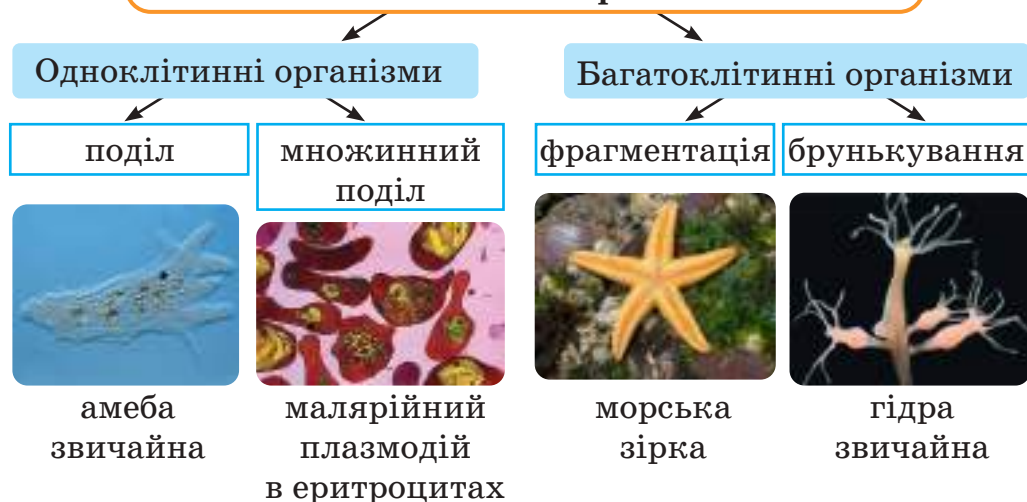 Одноклітинні організми
Багатоклітинні організми
поділ
множинний
поділ
фрагментація
брунькування
амеба
звичайна
малярійний
плазмодій
в еритроцитах
морська
зірка
гідра
звичайна